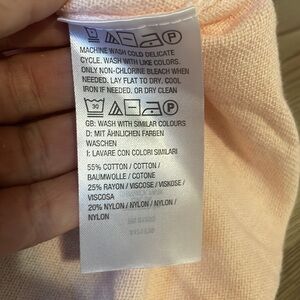 MACHINE WASH COLD DELICATE
CYCLE. WASH WITH LIKE COLORS.
ONLY NON-CHLORINE BLEACH WHEN
NEEDED. LAY FLAT TO DRY. COOL
IRON IF NEEDED. OR DRY CLEAN.
30
P
GB: WASH WITH SIMILAR COLOURS
D: MIT ÄHNLICHEN FARBEN
WASCHEN
I: LAVARE CON COLORI SIMILARI
55% COTTON / COTTON /
BAUMWOLLE / COTONE
25% RAYON / VISCOSE / VISKOSE /
VISCOSA
20% NYLON / NYLON / NYLON /
NYLON